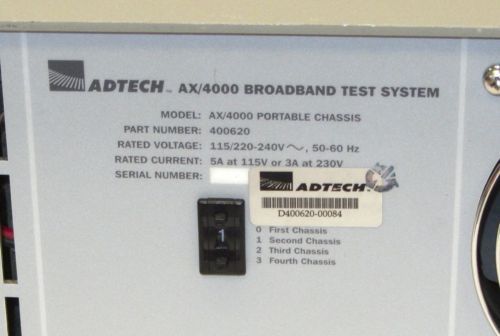 ADTECH™ AX/4000 BROADBAND TEST SYSTEM
MODEL: AX/4000 PORTABLE CHASSIS
PART NUMBER: 400620
RATED VOLTAGE: 115/220-240V ～, 50-60 Hz
RATED CURRENT: 5A at 115V or 3A at 230V
SERIAL NUMBER:
ADTECH
D400620-00084
1
0 First Chassis
1 Second Chassis
2 Third Chassis
3 Fourth Chassis